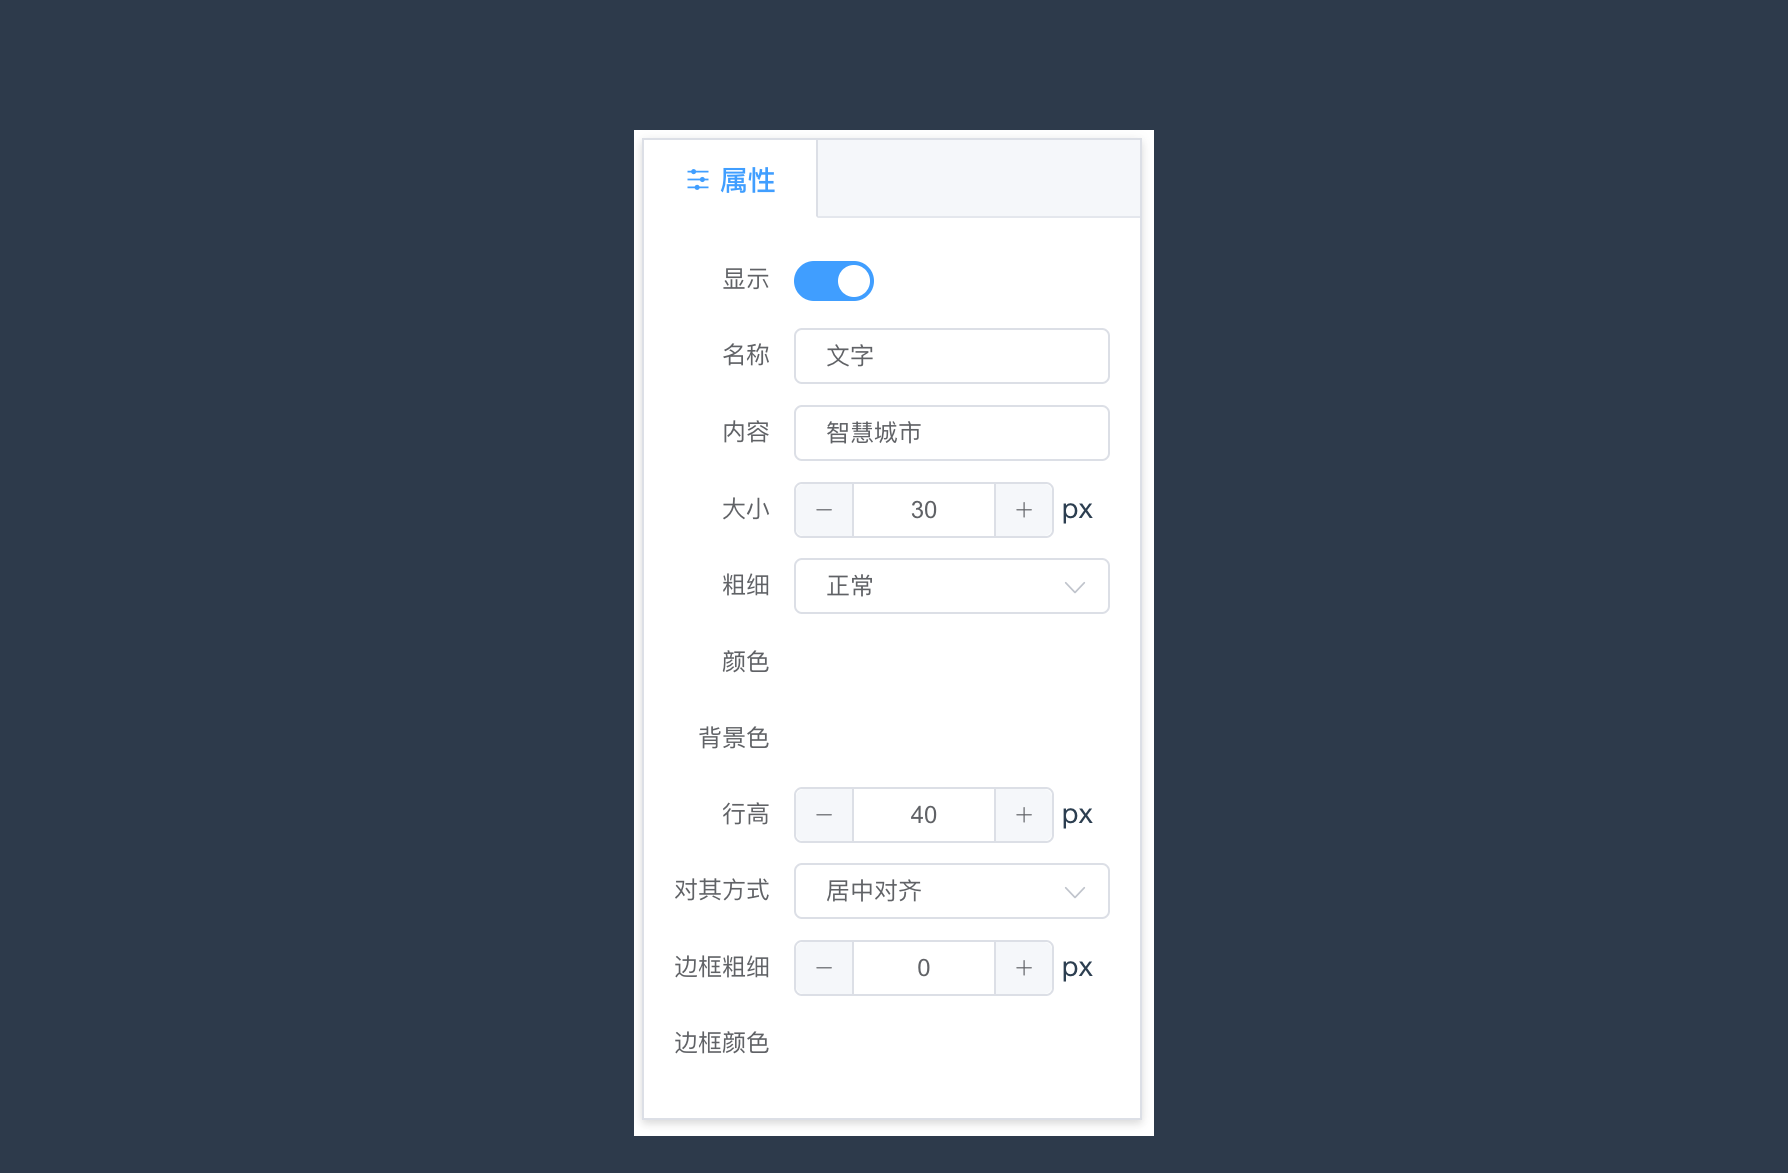 属性
显示
名称 文字
内容 智慧城市
大小 30 px
粗细 正常
颜色
背景色
行高 40 px
对其方式 居中对齐
边框粗细 0 px
边框颜色